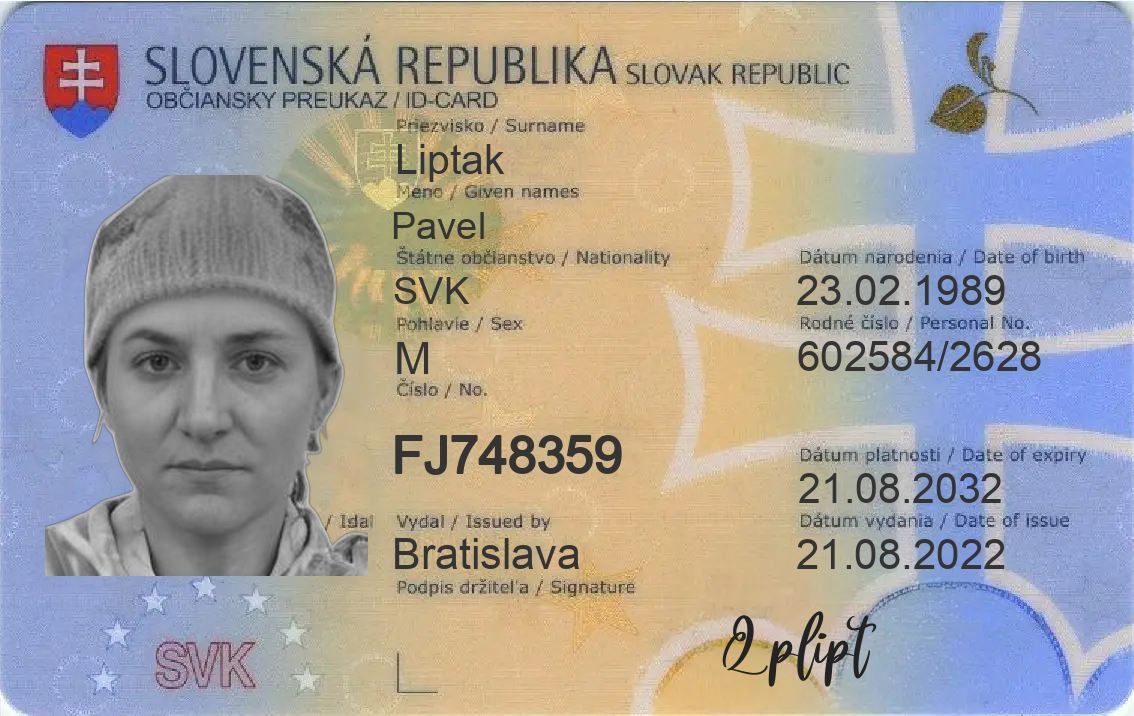 SLOVENSKÁ REPUBLIKA SLOVAK REPUBLIC
OBČIANSKY PREUKAZ / ID-CARD
Priezvisko / Surname
Liptak
Meno / Given names
Pavel
Štátne občianstvo / Nationality
SVK
Dátum narodenia / Date of birth
23.02.1989
Pohlavie / Sex
M
Rodné číslo / Personal No.
602584/2628
Číslo / No.
FJ748359
Dátum platnosti / Date of expiry
21.08.2032
/ Idal
Vydal / Issued by
Bratislava
Dátum vydania / Date of issue
21.08.2022
Podpis držiteľa / Signature
SVK